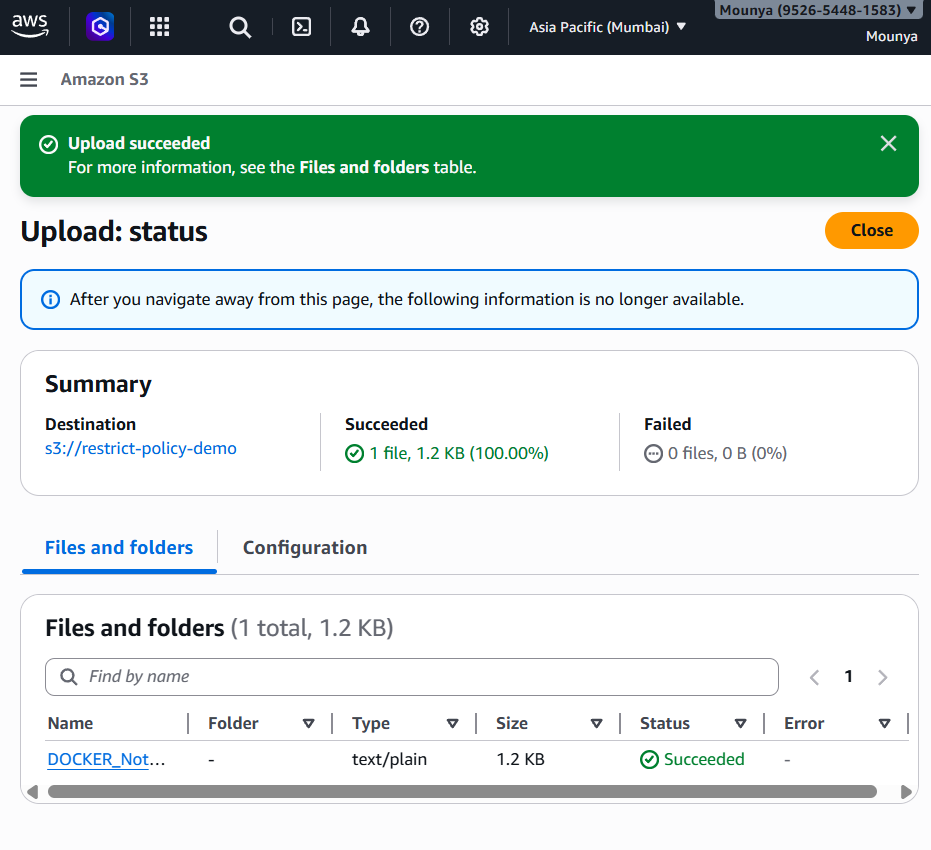 aws
Asia Pacific (Mumbai) ▼
Mounya (9526-5448-1583) ▼
Mounya
Amazon S3
Upload succeeded
For more information, see the Files and folders table.
Upload: status
Close
After you navigate away from this page, the following information is no longer available.
Summary
Destination
s3://restrict-policy-demo
Succeeded
1 file, 1.2 KB (100.00%)
Failed
0 files, 0 B (0%)
Files and folders
Configuration
Files and folders (1 total, 1.2 KB)
Find by name
1
Name Folder Type Size Status Error
DOCKER_Not... - text/plain 1.2 KB Succeeded -